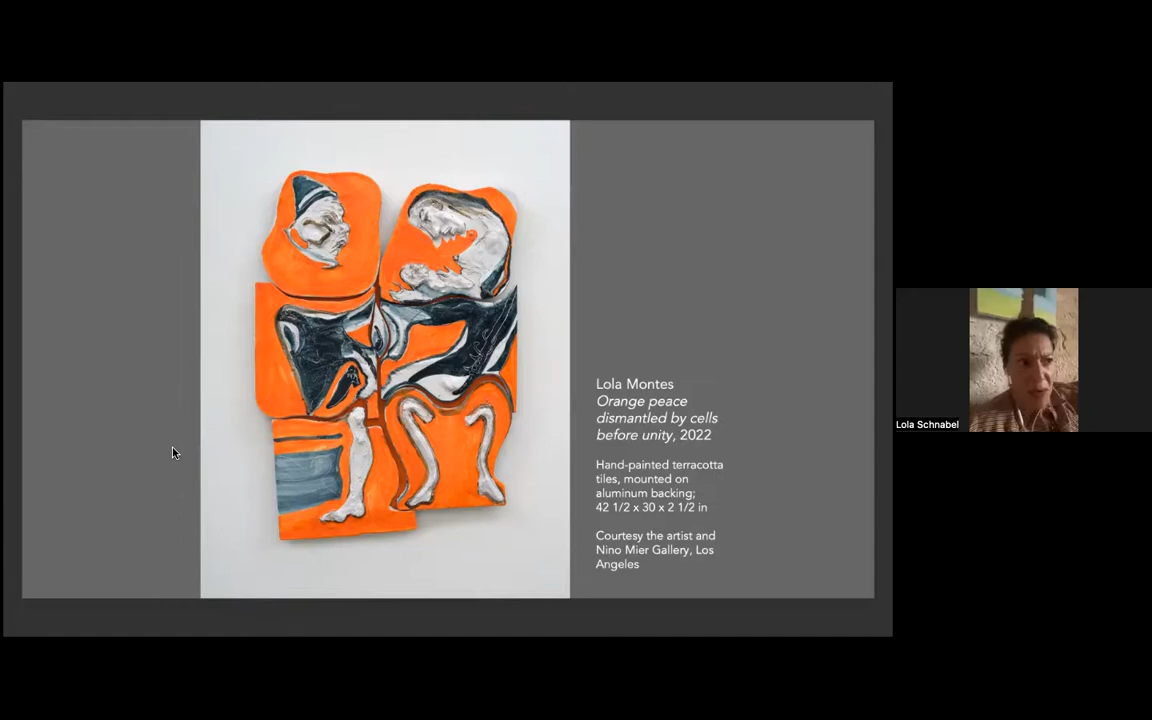 Lola Montes
Orange peace
dismantled by cells
before unity, 2022
Hand-painted terracotta
tiles, mounted on
aluminum backing;
42 1/2 x 30 x 2 1/2 in
Courtesy the artist and
Nino Mier Gallery, Los
Angeles
Lola Schnabel